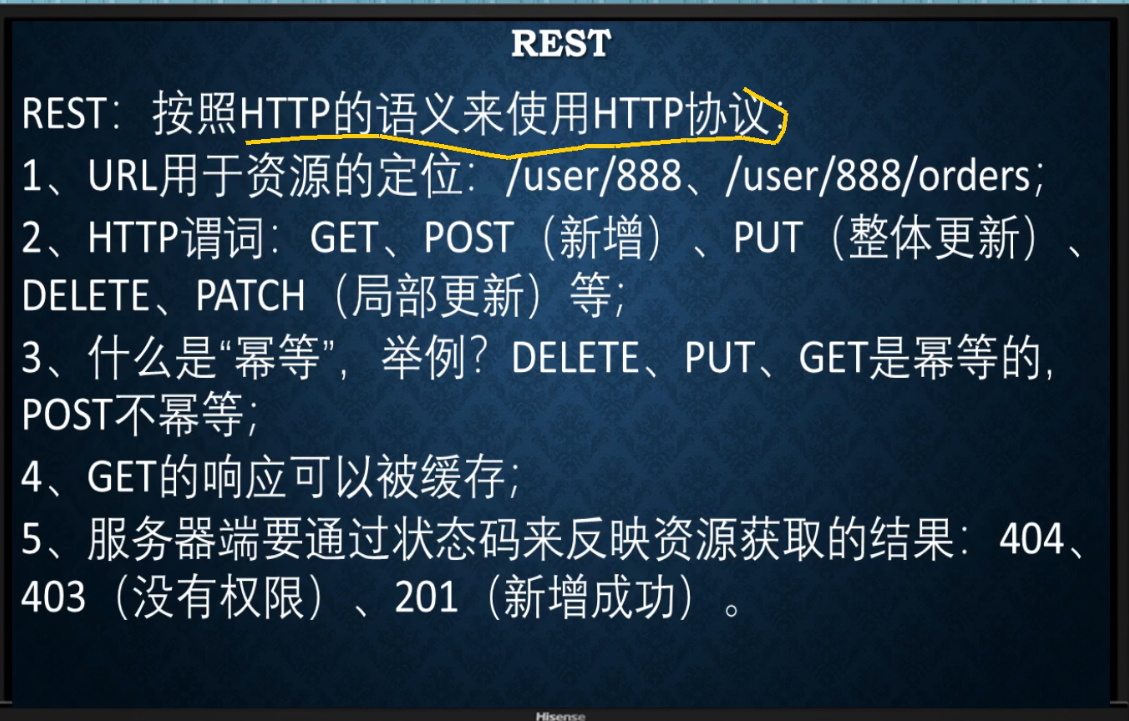 REST
REST：按照HTTP的语义来使用HTTP协议：
1、URL用于资源的定位：/user/888、/user/888/orders；
2、HTTP谓词：GET、POST（新增）、PUT（整体更新）、
DELETE、PATCH（局部更新）等；
3、什么是“幂等”，举例？DELETE、PUT、GET是幂等的，
POST不幂等；
4、GET的响应可以被缓存；
5、服务器端要通过状态码来反映资源获取的结果：404、
403（没有权限）、201（新增成功）。
Hisense